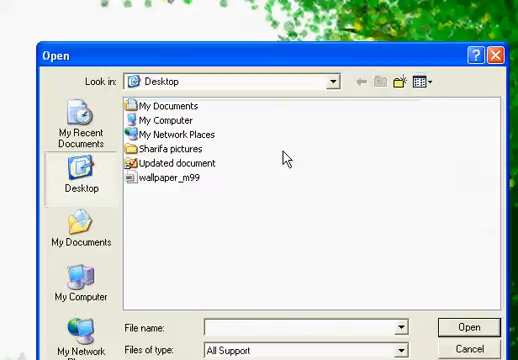 Open
Look in: Desktop
My Recent
Documents
Desktop
My Documents
My Computer
My Network
My Documents
My Computer
My Network Places
Sharifa pictures
Updated document
wallpaper_m99
File name:
Open
Files of type: All Support
Cancel